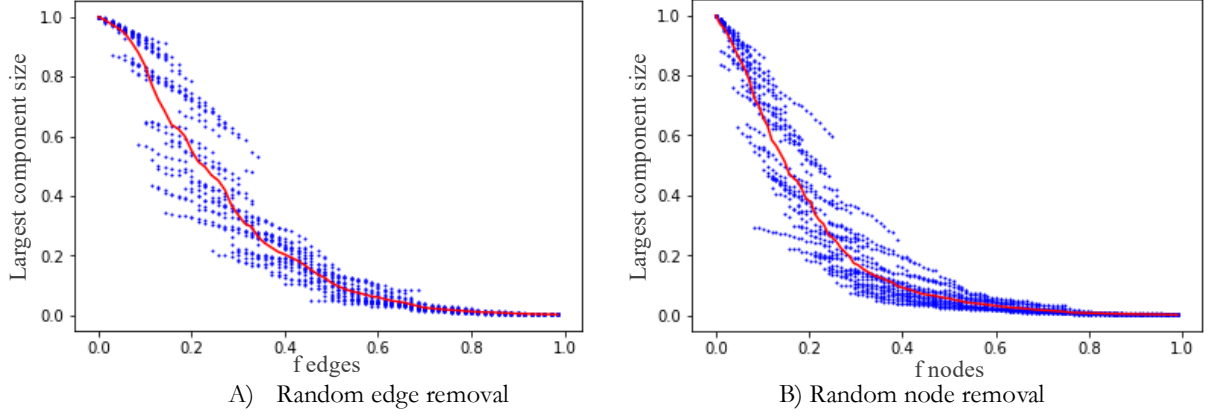 Largest component size
1.0
0.8
0.6
0.4
0.2
0.0
0.0 0.2 0.4 0.6 0.8 1.0
f edges
A) Random edge removal
Largest component size
1.0
0.8
0.6
0.4
0.2
0.0
0.0 0.2 0.4 0.6 0.8 1.0
f nodes
B) Random node removal